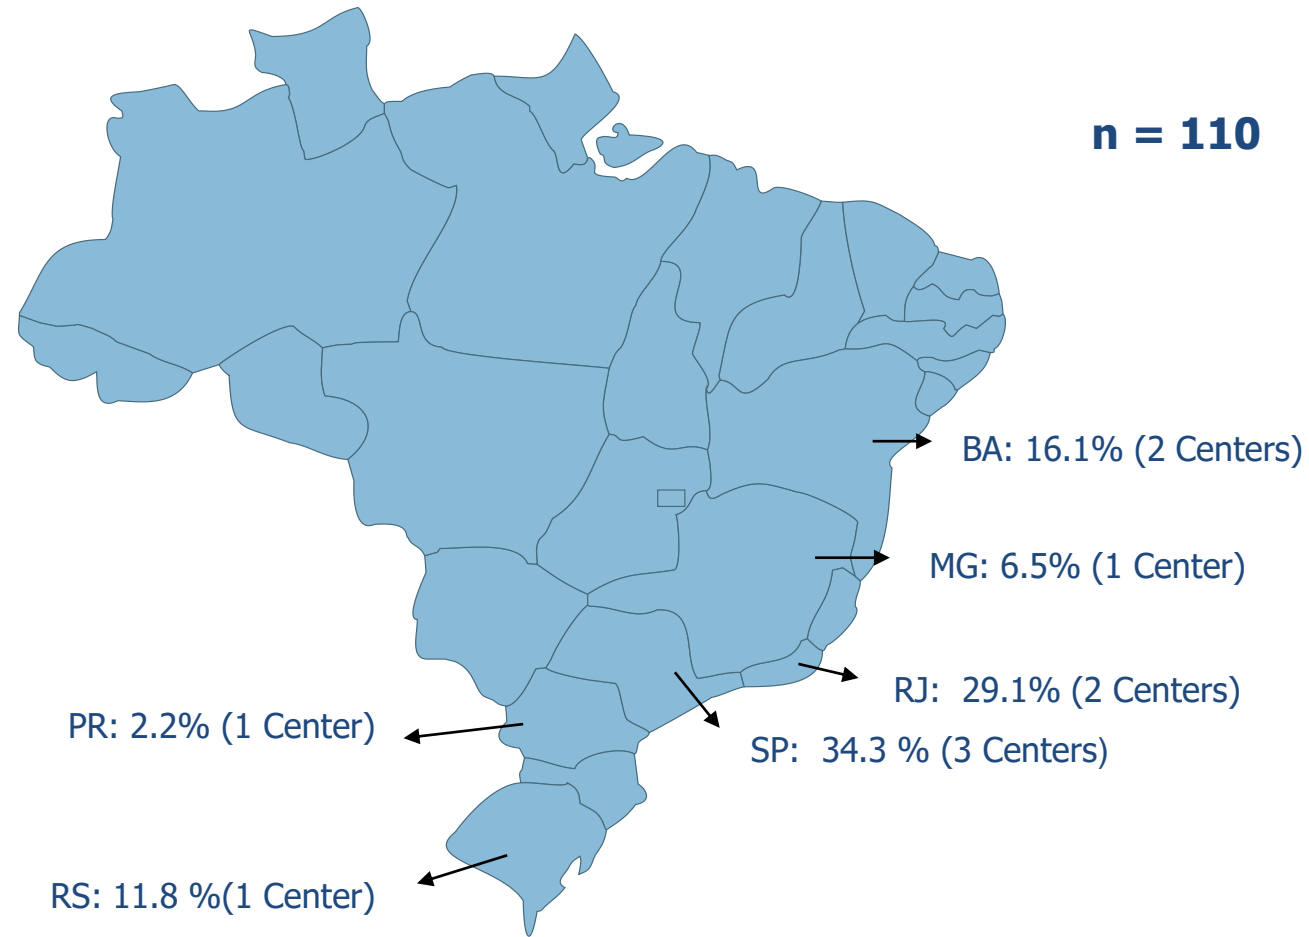 n = 110
BA: 16.1% (2 Centers)
MG: 6.5% (1 Center)
RJ:  29.1% (2 Centers)
PR: 2.2% (1 Center)
SP:  34.3 % (3 Centers)
RS: 11.8 %(1 Center)